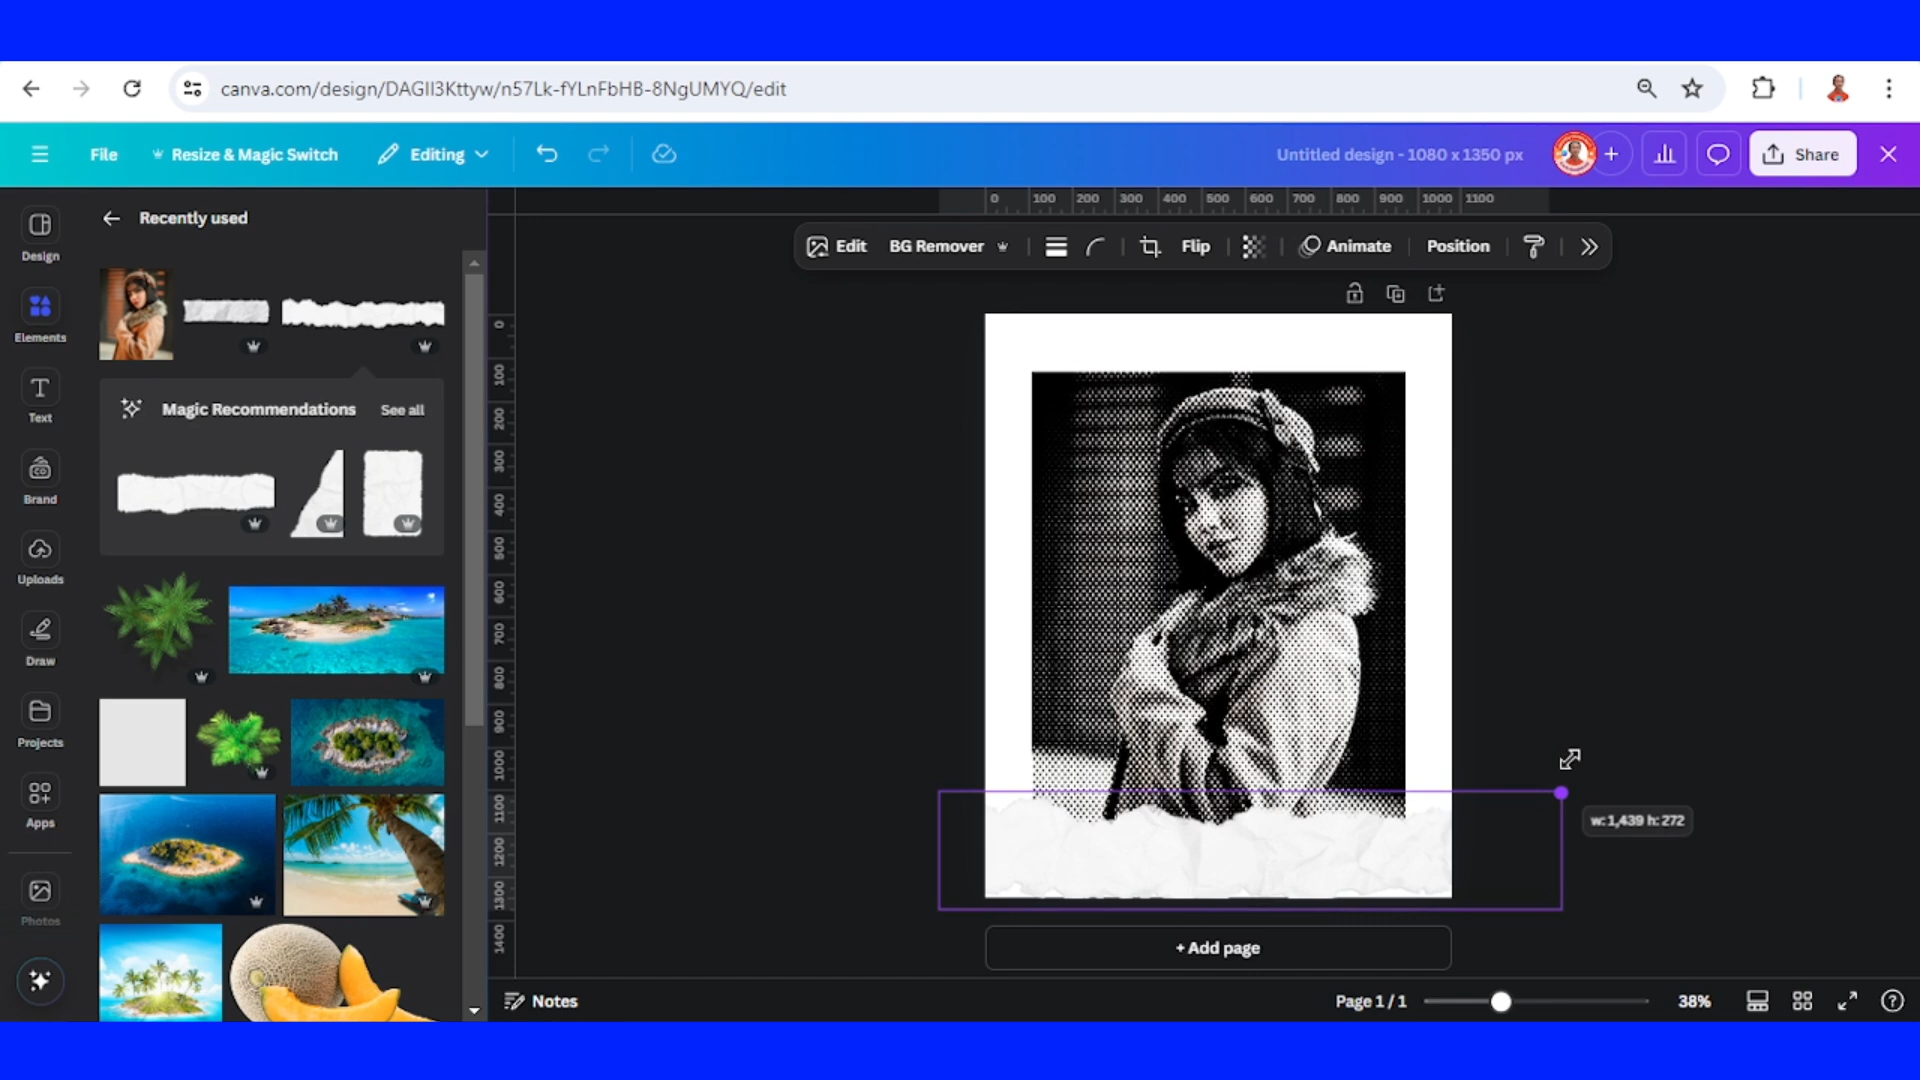 canva.com/design/DAGII3Kttyw/n57Lk-fYLnFbHB-8NgUMYQ/edit
File
Resize & Magic Switch
Editing
Untitled design - 1080 x 1350 px
Share
Design
Elements
Text
Brand
Uploads
Draw
Projects
Apps
Photos
Recently used
Magic Recommendations
See all
0 100 200 300 400 500 600 700 800 900 1000 1100
Edit
BG Remover
Flip
Animate
Position
0
100
200
300
400
500
600
700
800
900
1000
1100
1200
1300
1400
w: 1,439 h: 272
+ Add page
Notes
Page 1 / 1
38%